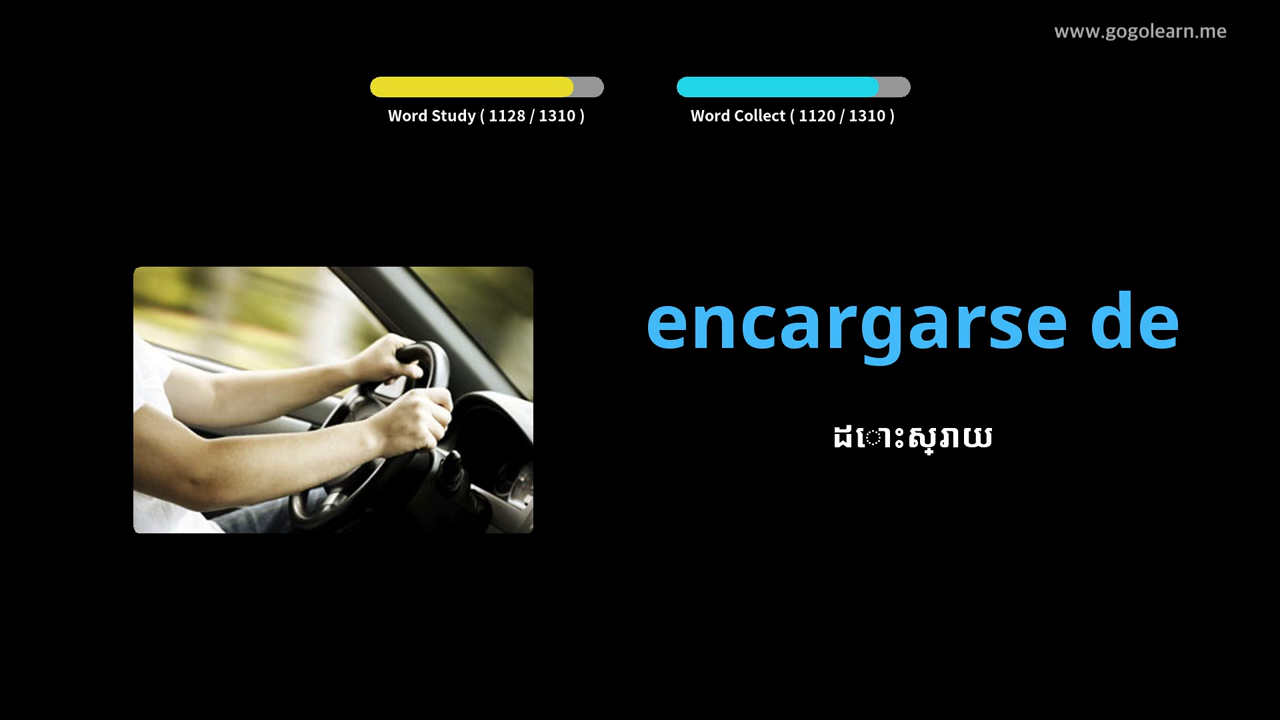 www.gogolearn.me
Word Study ( 1128 / 1310 )
Word Collect ( 1120 / 1310 )
encargarse de
ដោះស្រាយ